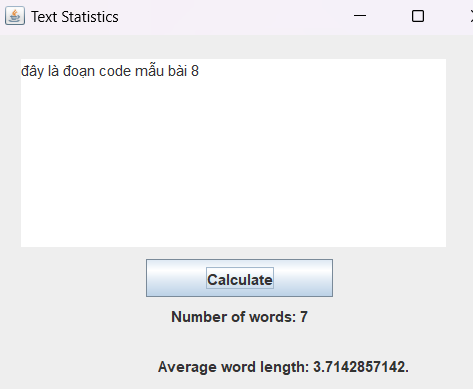 Text Statistics
đây là đoạn code mẫu bài 8
Calculate
Number of words: 7
Average word length: 3.7142857142.